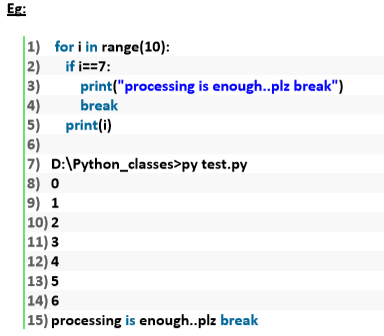 Eg:
1) for i in range(10):
2) if i==7:
3) print("processing is enough..plz break")
4) break
5) print(i)
6)
7) D:\Python_classes>py test.py
8) 0
9) 1
10) 2
11) 3
12) 4
13) 5
14) 6
15) processing is enough..plz break